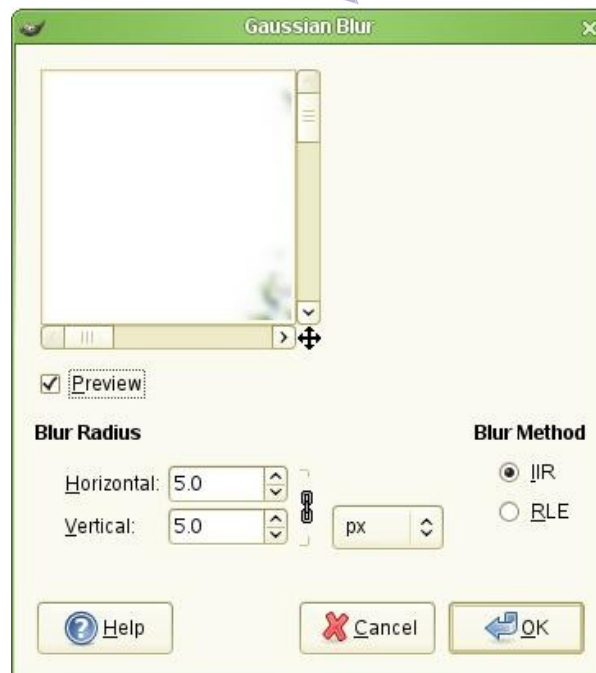 Gaussian Blur
Preview
Blur Radius
Blur Method
Horizontal: 5.0
Vertical: 5.0
px
IIR
RLE
Help
Cancel
OK